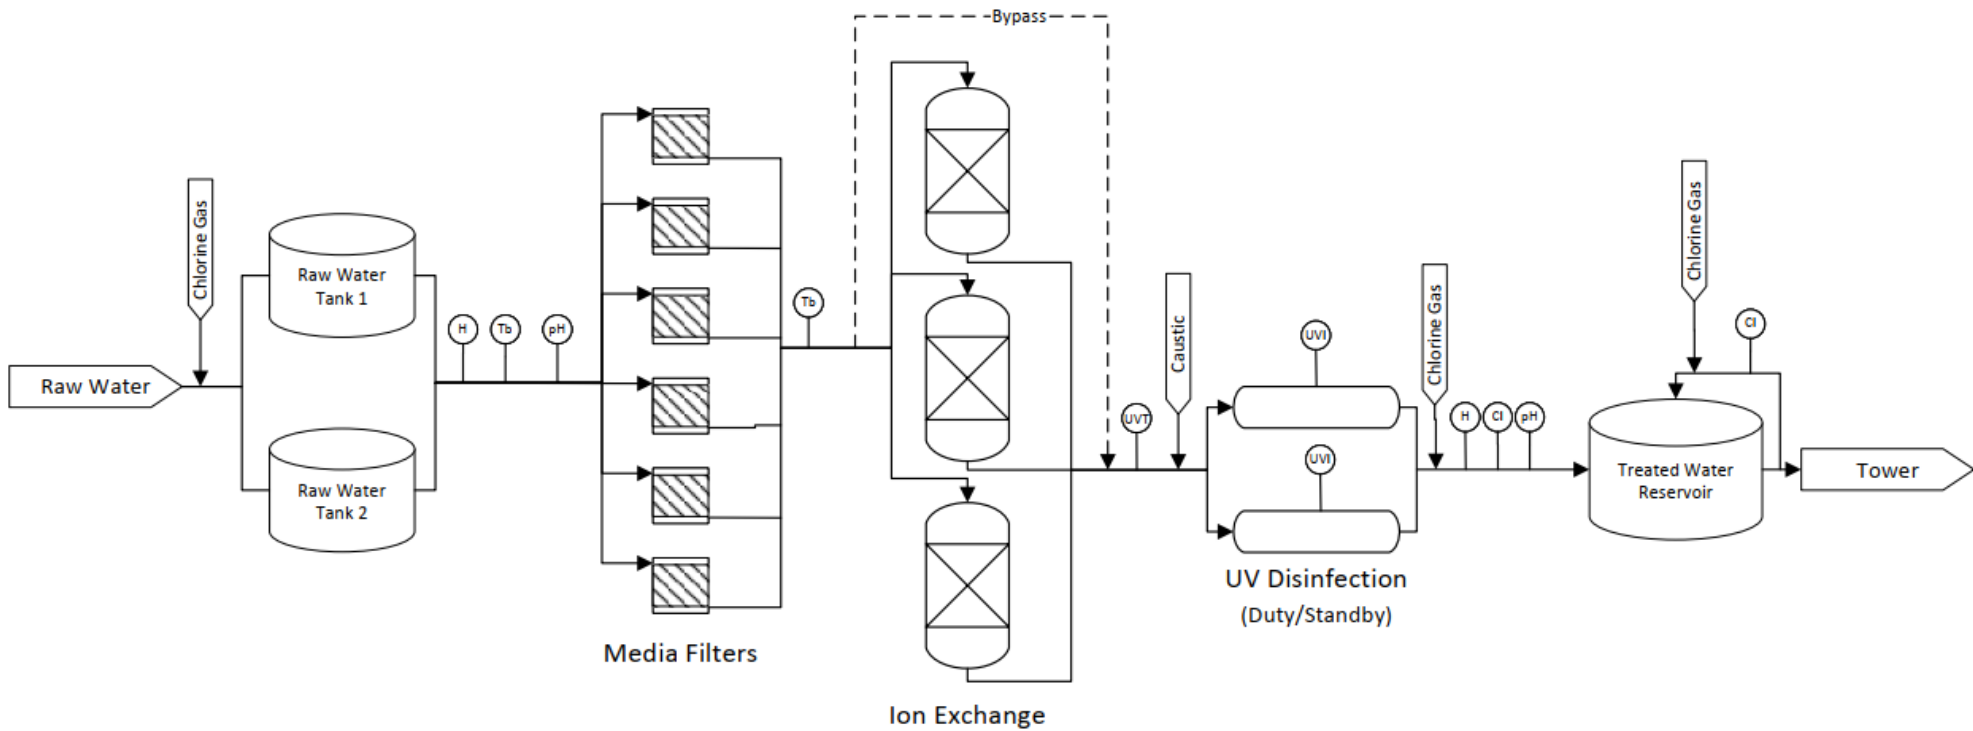 Bypass
Chlorine Gas
Raw Water
Raw Water
Tank 1
Raw Water
Tank 2
H
Tb
pH
Media Filters
Tb
Ion Exchange
UVT
Caustic
UVI
UVI
UV Disinfection
(Duty/Standby)
Chlorine Gas
H
Cl
pH
Chlorine Gas
Cl
Treated Water
Reservoir
Tower